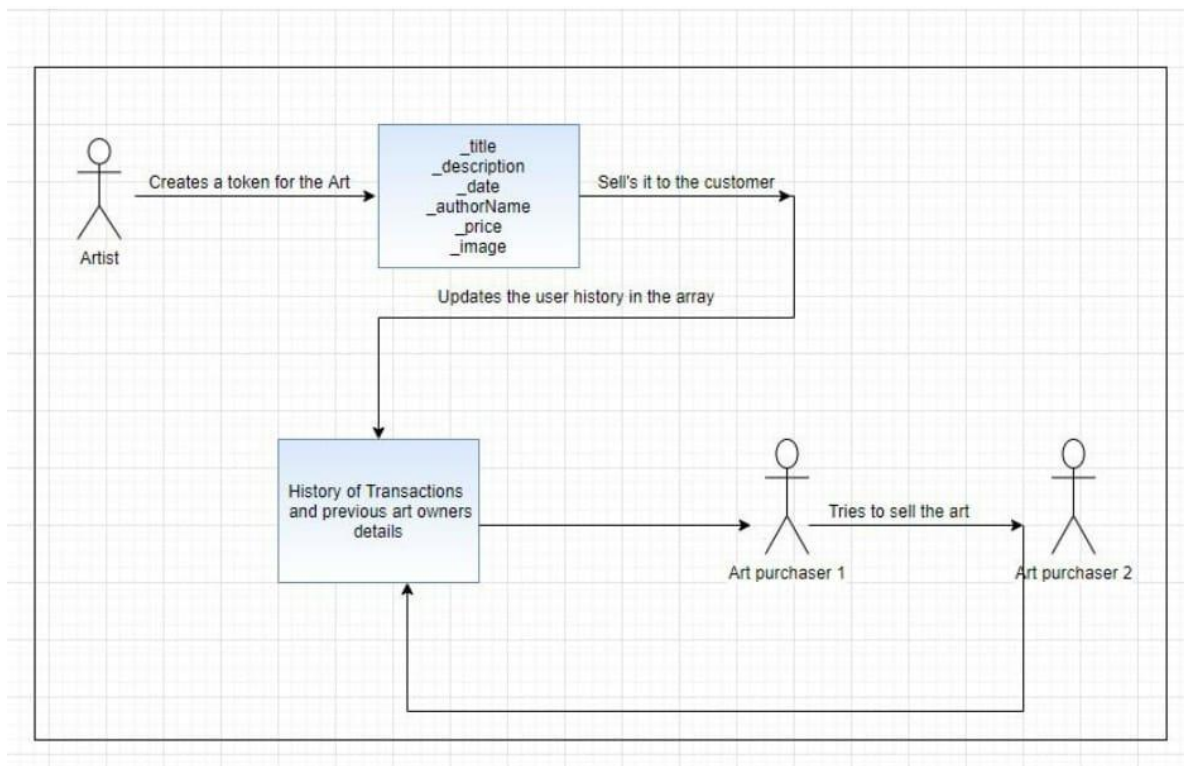 Artist
Creates a token for the Art
_title
_description
_date
_authorName
_price
_image
Sell's it to the customer
Updates the user history in the array
History of Transactions
and previous art owners
details
Art purchaser 1
Tries to sell the art
Art purchaser 2